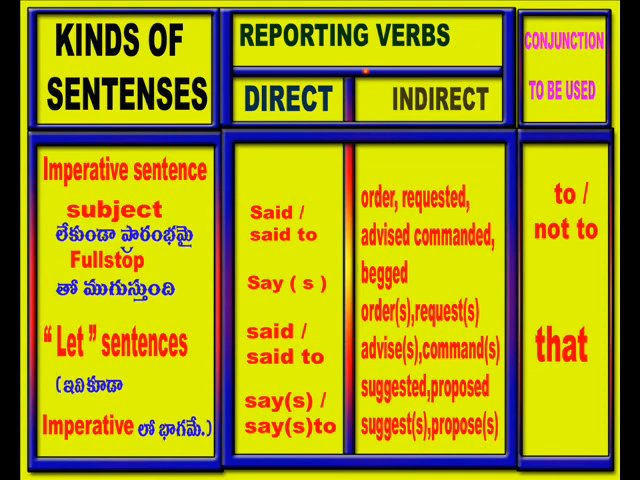 KINDS OF
SENTENSES
REPORTING VERBS
DIRECT
INDIRECT
CONJUNCTION
TO BE USED
Imperative sentence
subject
లేకుండా ప్రారంభమై
Fullstop
తో ముగుస్తుంది
“ Let ” sentences
( ఇవికూడా
Imperative లో భాగమే.)
Said /
said to
Say ( s )
said /
said to
say(s) /
say(s)to
order, requested,
advised commanded,
begged
order(s),request(s)
advise(s),command(s)
suggested,proposed
suggest(s),propose(s)
to /
not to
that